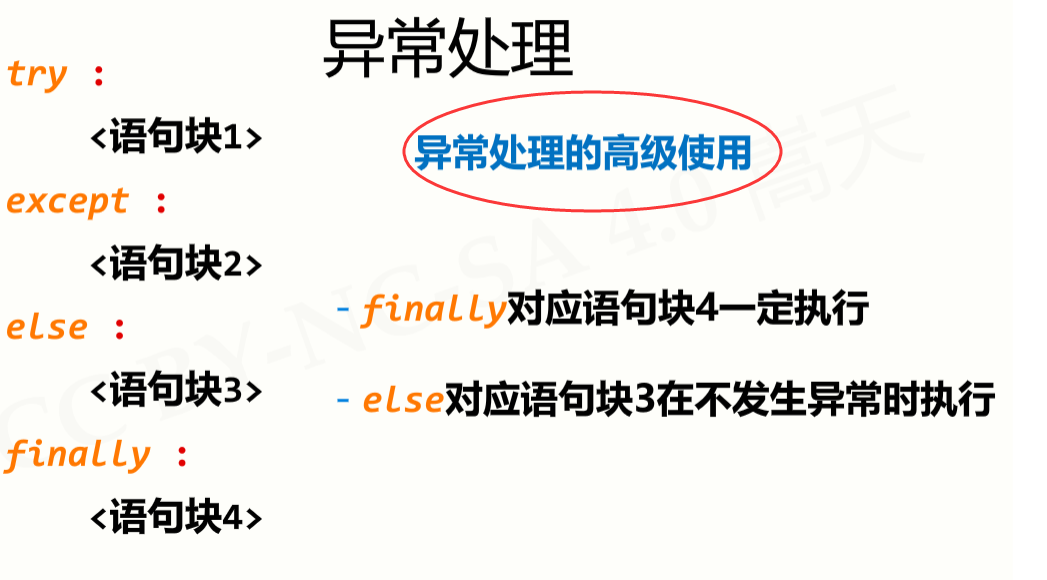 异常处理
try :
<语句块1>
except :
<语句块2>
else :
<语句块3>
finally :
<语句块4>
异常处理的高级使用
- finally对应语句块4一定执行
- else对应语句块3在不发生异常时执行
CC BY-NC-SA 4.0 嵩天